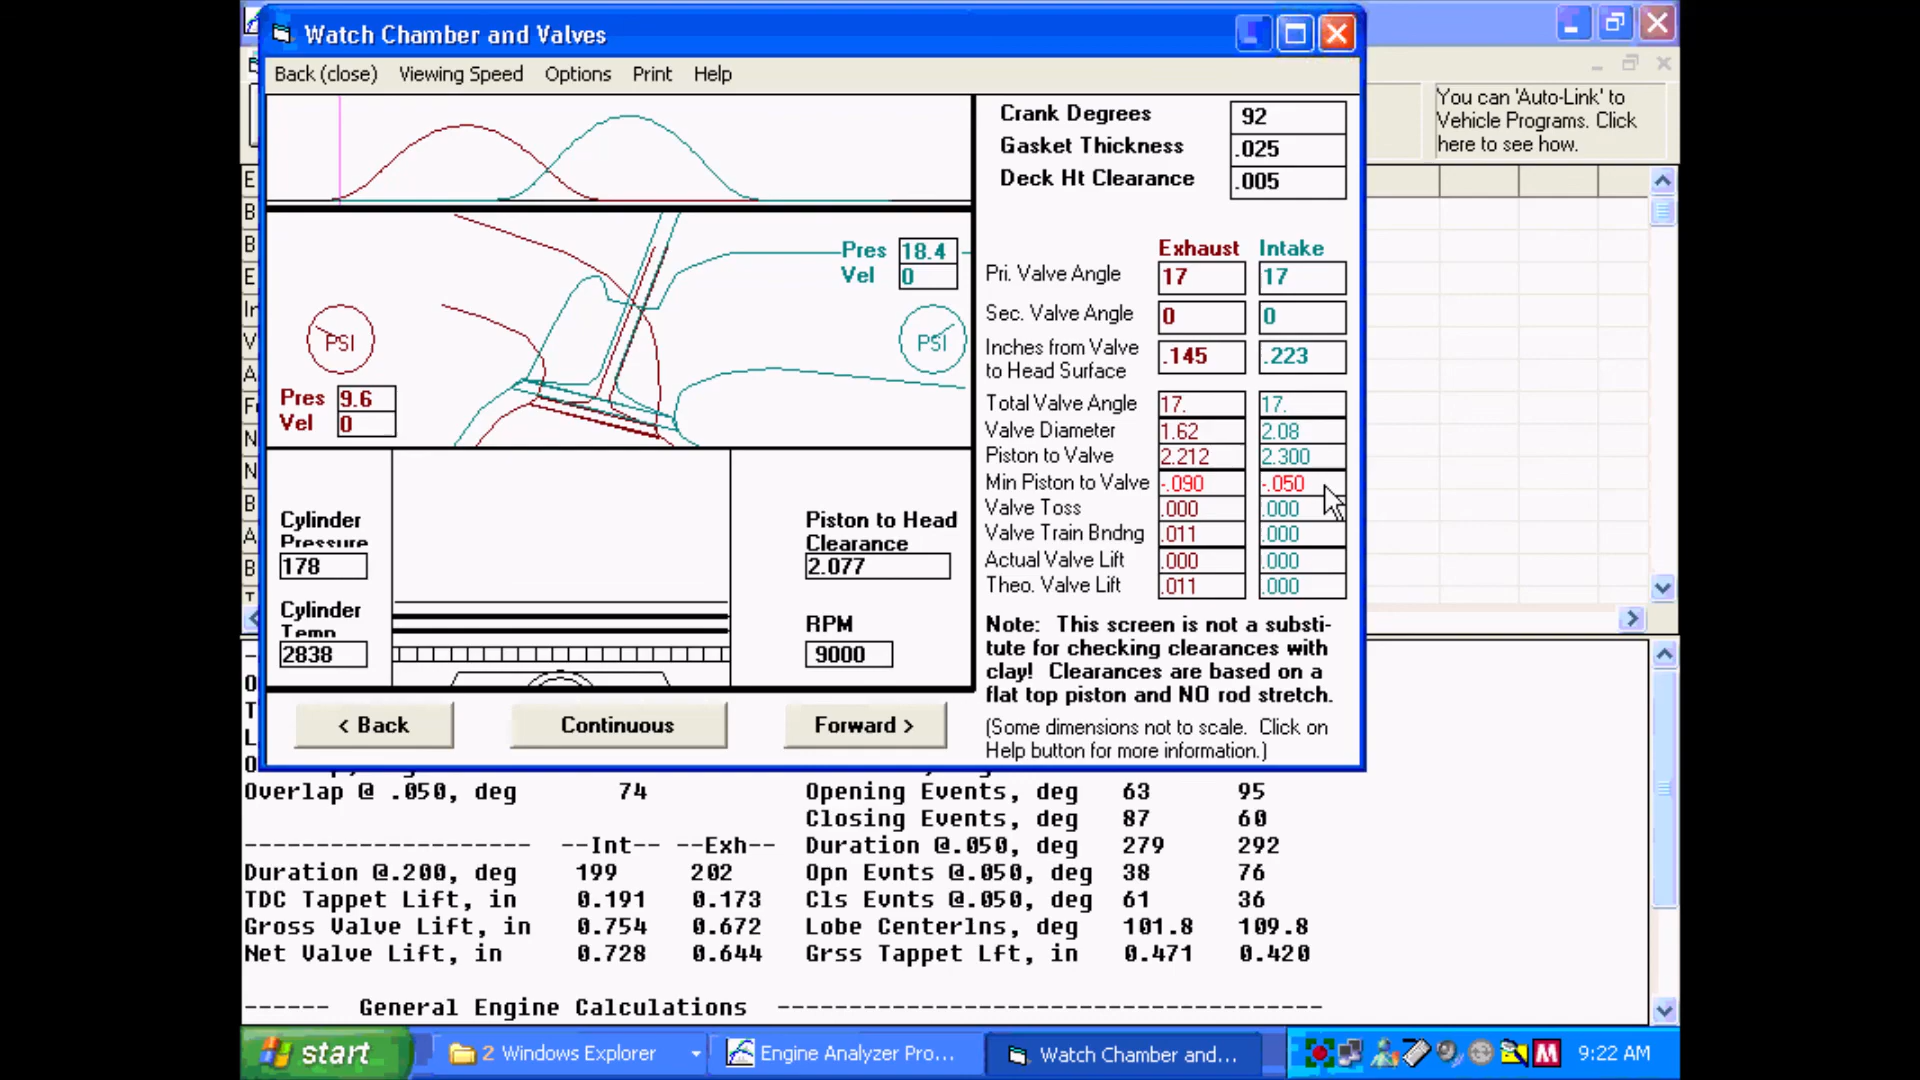 Watch Chamber and Valves
Back (close) Viewing Speed Options Print Help
You can 'Auto-Link' to
Vehicle Programs. Click
here to see how.
Crank Degrees 92
Gasket Thickness .025
Deck Ht Clearance .005
Pres 18.4
Vel 0
PSI PSI
Pres 9.6
Vel 0
Exhaust Intake
Pri. Valve Angle 17 17
Sec. Valve Angle 0 0
Inches from Valve
to Head Surface .145 .223
Total Valve Angle 17. 17.
Valve Diameter 1.62 2.08
Piston to Valve 2.212 2.300
Min Piston to Valve -.090 -.050
Valve Toss .000 .000
Valve Train Bndng .011 .000
Actual Valve Lift .000 .000
Theo. Valve Lift .011 .000
Cylinder
Pressure
178
Piston to Head
Clearance
2.077
Cylinder
Temp
2838
RPM
9000
Note: This screen is not a substi-
tute for checking clearances with
clay! Clearances are based on a
flat top piston and NO rod stretch.
(Some dimensions not to scale. Click on
Help button for more information.)
< Back Continuous Forward >
Overlap @ .050, deg 74 Opening Events, deg 63 95
Closing Events, deg 87 60
------------------- --Int-- --Exh-- Duration @.050, deg 279 292
Duration @.200, deg 199 202 Opn Evnts @.050, deg 38 76
TDC Tappet Lift, in 0.191 0.173 Cls Evnts @.050, deg 61 36
Gross Valve Lift, in 0.754 0.672 Lobe Centerlns, deg 101.8 109.8
Net Valve Lift, in 0.728 0.644 Grss Tappet Lft, in 0.471 0.420
------ General Engine Calculations ---------------------------------------
start 2 Windows Explorer Engine Analyzer Pro... Watch Chamber and... 9:22 AM